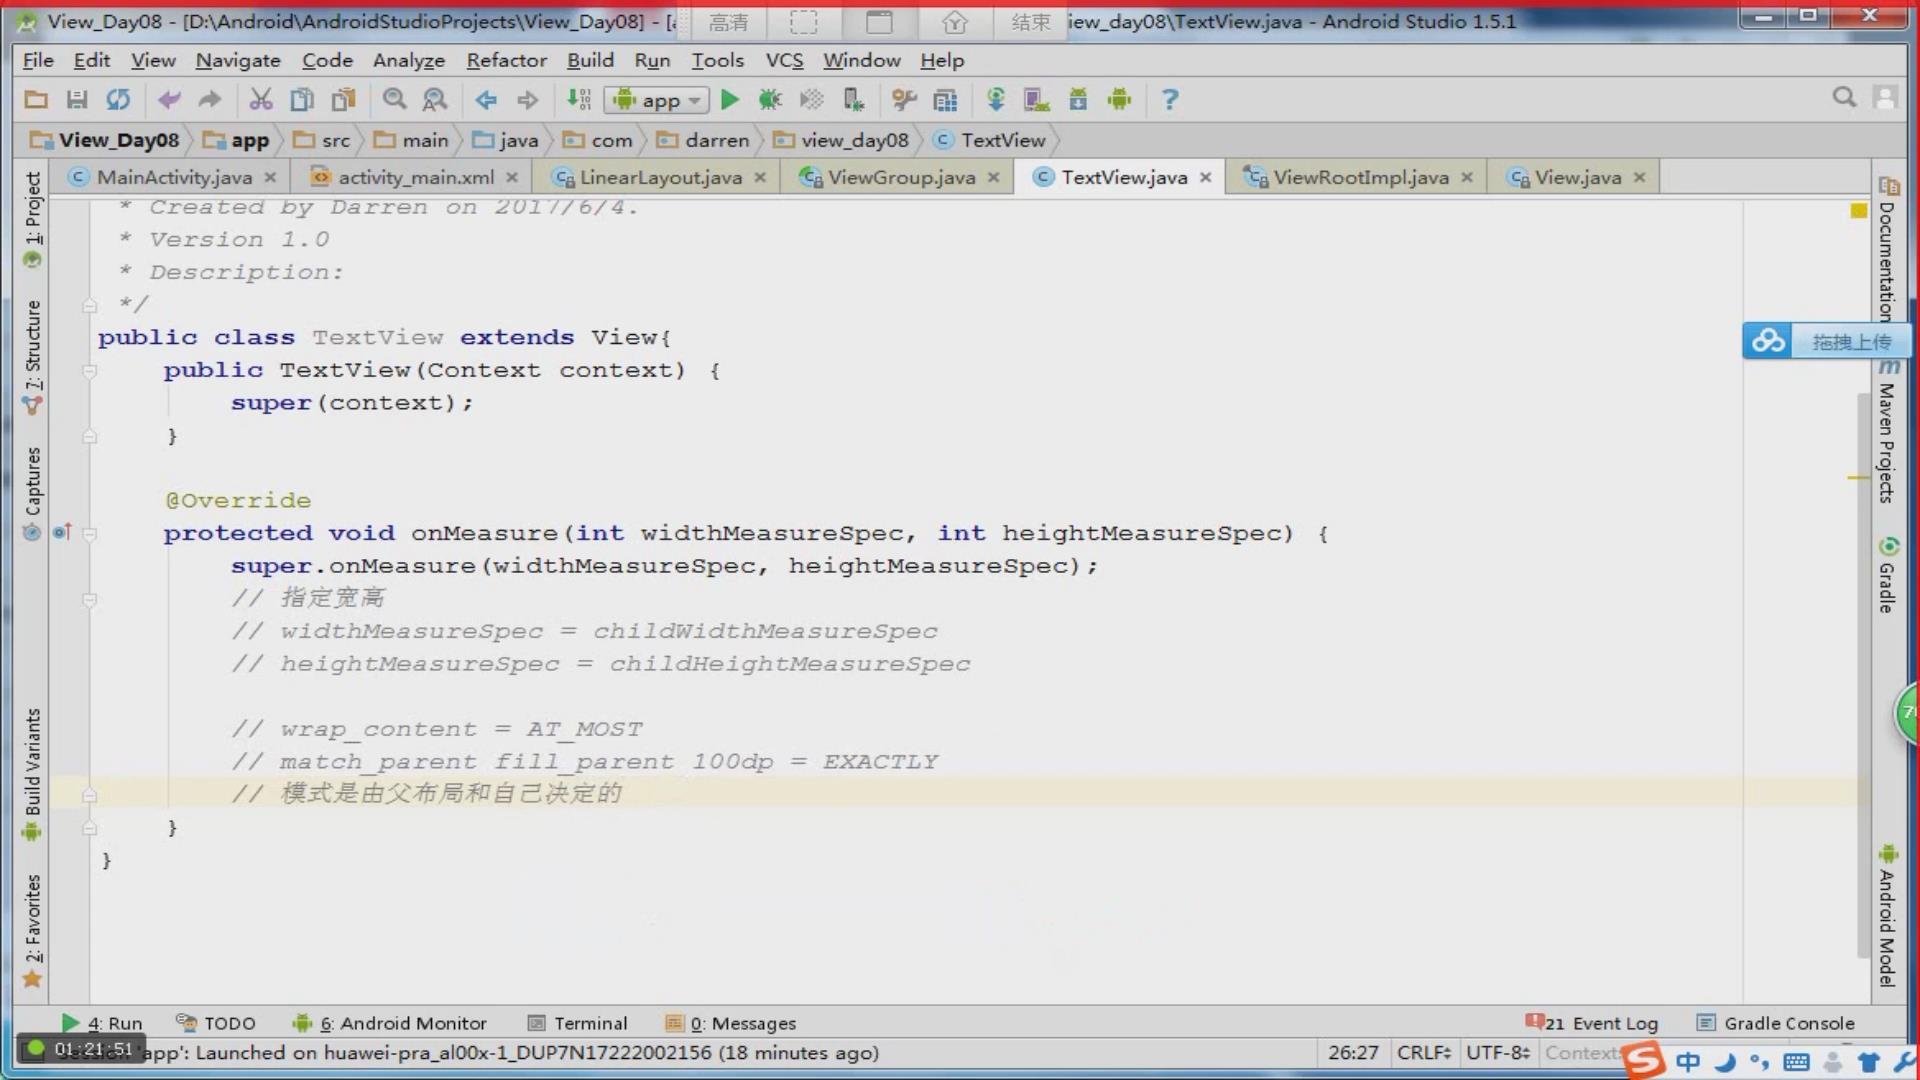 View_Day08 - [D:\Android\AndroidStudioProjects\View_Day08] - [
高清
结束
iew_day08\TextView.java - Android Studio 1.5.1
File Edit View Navigate Code Analyze Refactor Build Run Tools VCS Window Help
app
View_Day08 app src main java com darren view_day08 TextView
MainActivity.java activity_main.xml LinearLayout.java ViewGroup.java TextView.java ViewRootImpl.java View.java
* Created by Darren on 2017/6/4.
* Version 1.0
* Description:
*/
public class TextView extends View{
public TextView(Context context) {
super(context);
}
@Override
protected void onMeasure(int widthMeasureSpec, int heightMeasureSpec) {
super.onMeasure(widthMeasureSpec, heightMeasureSpec);
// 指定宽高
// widthMeasureSpec = childWidthMeasureSpec
// heightMeasureSpec = childHeightMeasureSpec
// wrap_content = AT_MOST
// match_parent fill_parent 100dp = EXACTLY
// 模式是由父布局和自己决定的
}
}
1: Project
7: Structure
Captures
Build Variants
2: Favorites
Documentation
拖拽上传
Maven Projects
Gradle
Android Model
4: Run TODO 6: Android Monitor Terminal 0: Messages 21 Event Log Gradle Console
01:21:51
'app': Launched on huawei-pra_al00x-1_DUP7N17222002156 (18 minutes ago)
26:27 CRLF UTF-8 Context
中